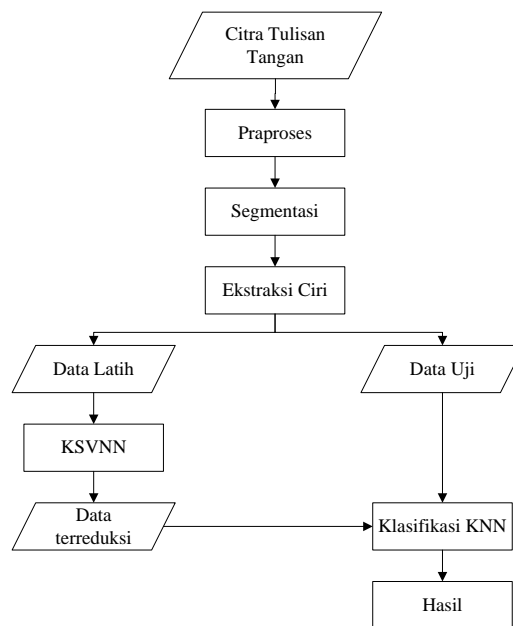 Citra Tulisan
Tangan
Praproses
Segmentasi
Ekstraksi Ciri
Data Latih
Data Uji
KSVNN
Data
terreduksi
Klasifikasi KNN
Hasil